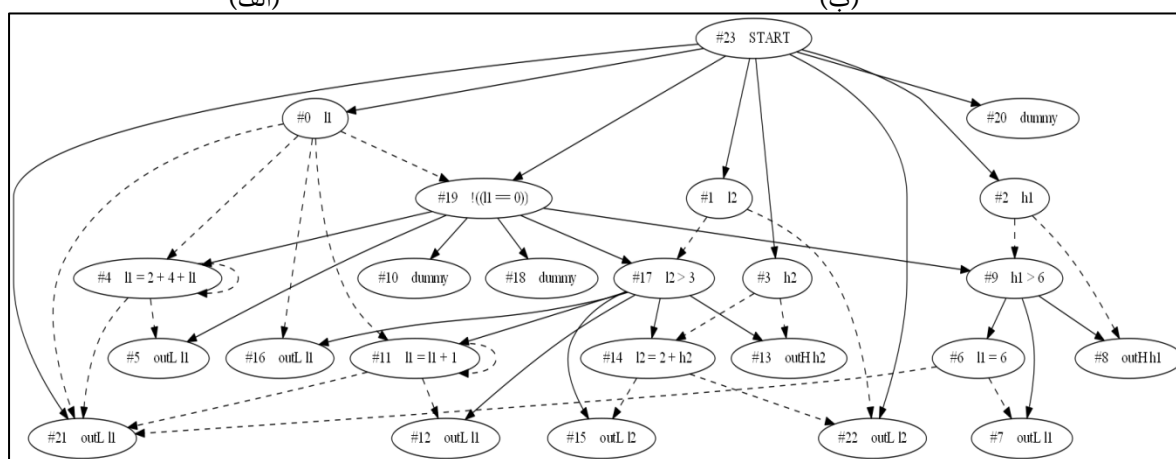 (الف) (ب)
#23 START
#0 l1
#20 dummy
#19 !((l1 == 0))
#1 l2
#2 h1
#4 l1 = 2 + 4 + l1
#10 dummy
#18 dummy
#17 l2 > 3
#3 h2
#9 h1 > 6
#5 outL l1
#16 outL l1
#11 l1 = l1 + 1
#14 l2 = 2 + h2
#13 outH h2
#6 l1 = 6
#8 outH h1
#21 outL l1
#12 outL l1
#15 outL l2
#22 outL l2
#7 outL l1